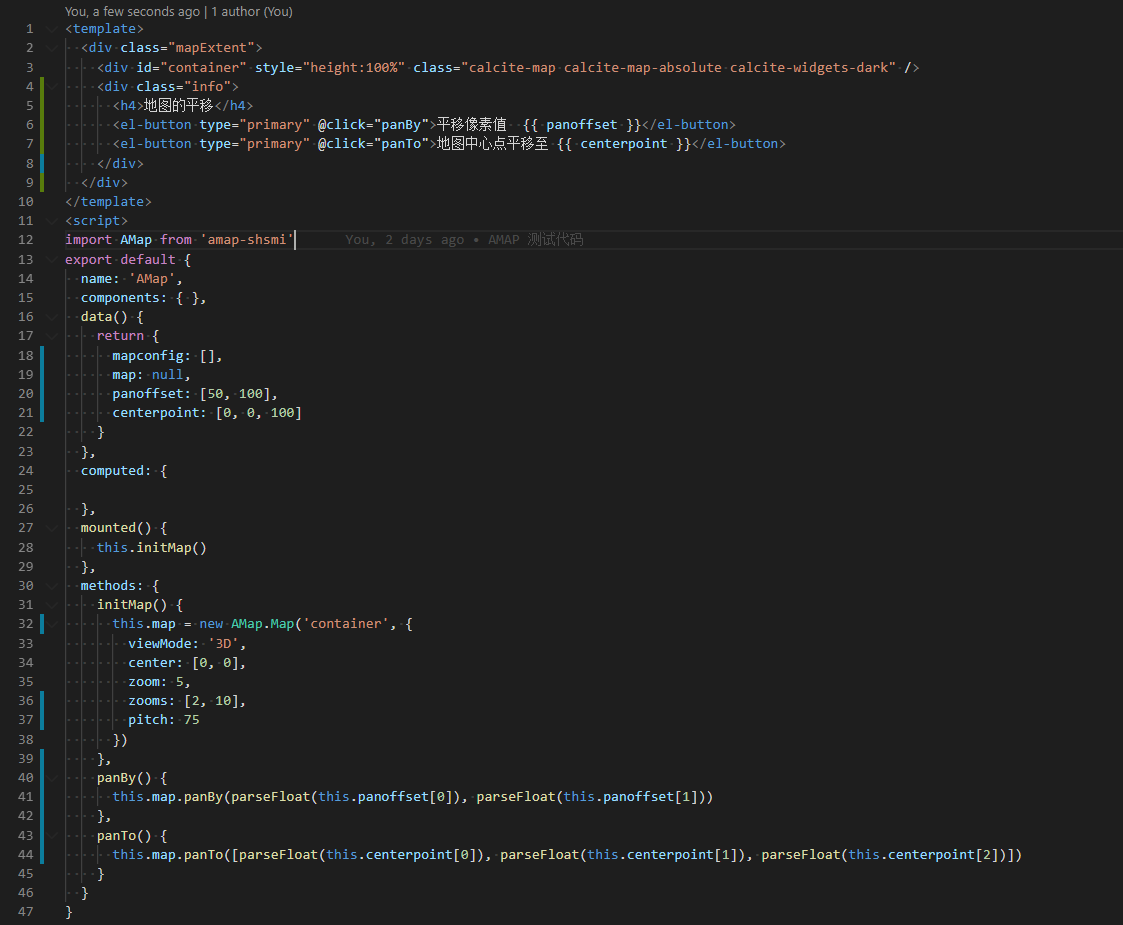 You, a few seconds ago | 1 author (You)
1 <template>
2   <div class="mapExtent">
3     <div id="container" style="height:100%" class="calcite-map calcite-map-absolute calcite-widgets-dark" />
4     <div class="info">
5       <h4>地图的平移</h4>
6       <el-button type="primary" @click="panBy">平移像素值  {{ panoffset }}</el-button>
7       <el-button type="primary" @click="panTo">地图中心点平移至 {{ centerpoint }}</el-button>
8     </div>
9   </div>
10 </template>
11 <script>
12 import AMap from 'amap-shsmi' You, 2 days ago • AMAP 测试代码
13 export default {
14   name: 'AMap',
15   components: { },
16   data() {
17     return {
18       mapconfig: [],
19       map: null,
20       panoffset: [50, 100],
21       centerpoint: [0, 0, 100]
22     }
23   },
24   computed: {
25
26   },
27   mounted() {
28     this.initMap()
29   },
30   methods: {
31     initMap() {
32       this.map = new AMap.Map('container', {
33         viewMode: '3D',
34         center: [0, 0],
35         zoom: 5,
36         zooms: [2, 10],
37         pitch: 75
38       })
39     },
40     panBy() {
41       this.map.panBy(parseFloat(this.panoffset[0]), parseFloat(this.panoffset[1]))
42     },
43     panTo() {
44       this.map.panTo([parseFloat(this.centerpoint[0]), parseFloat(this.centerpoint[1]), parseFloat(this.centerpoint[2])])
45     }
46   }
47 }